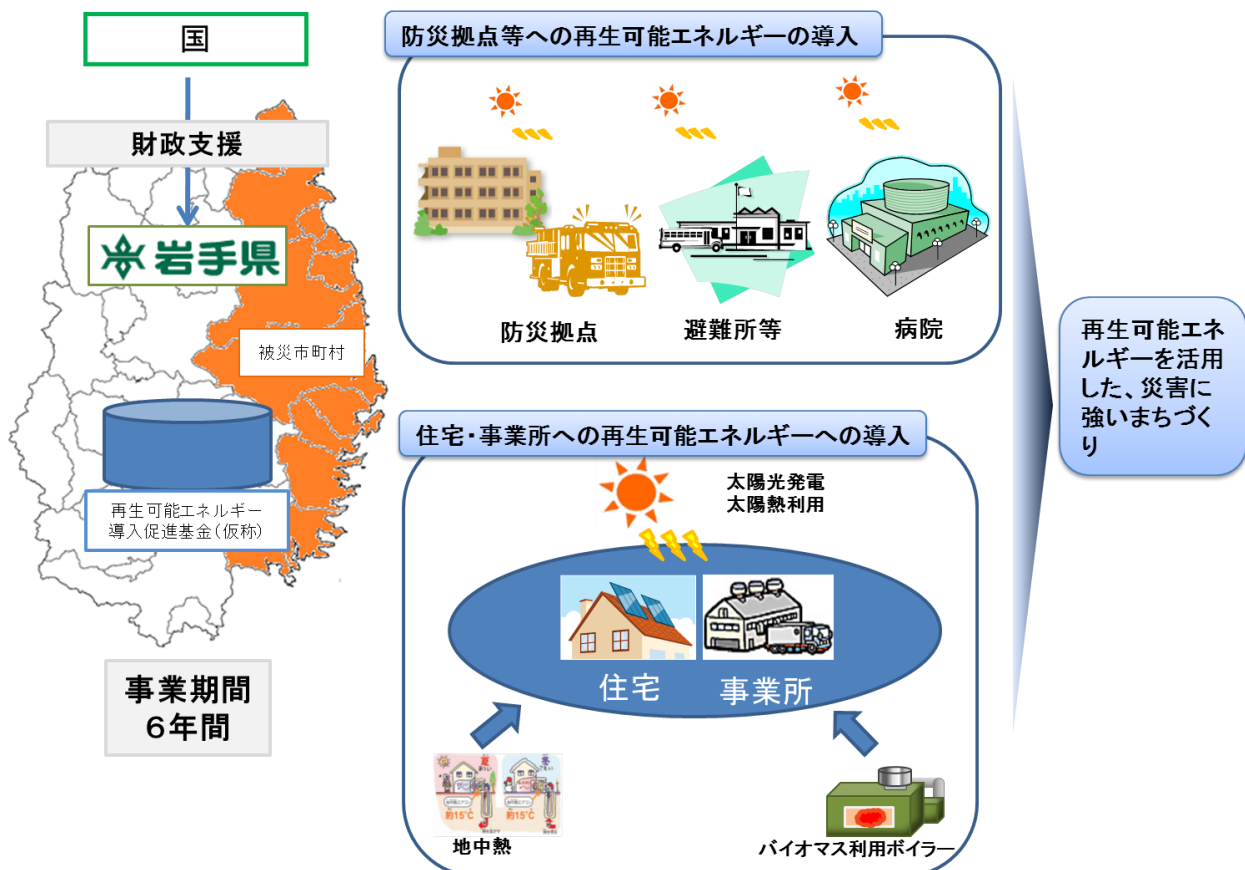 国
財政支援
岩手県
被災市町村
再生可能エネルギー
導入促進基金(仮称)
事業期間
6年間
防災拠点等への再生可能エネルギーの導入
防災拠点
避難所等
病院
住宅・事業所への再生可能エネルギーへの導入
太陽光発電
太陽熱利用
住宅
事業所
夏
冬
約15℃
約15℃
地中熱
バイオマス利用ボイラー
再生可能エネ
ルギーを活用
した、災害に
強いまちづく
り